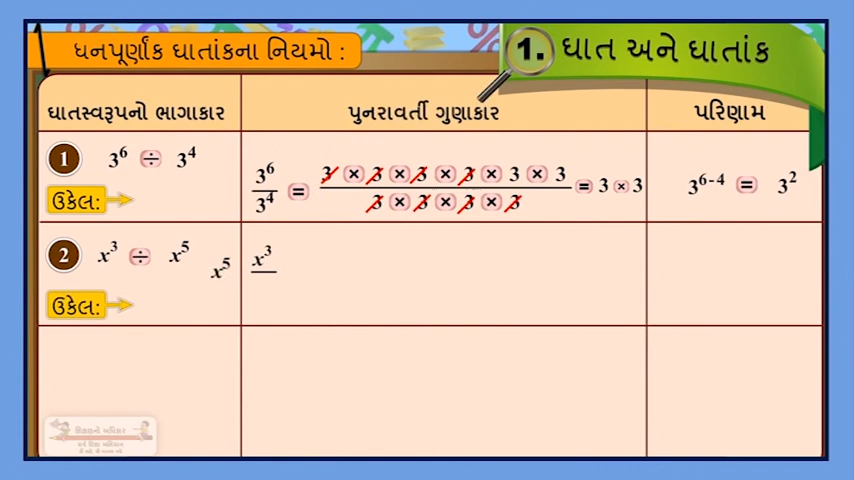 ધનપૂર્ણાંક ઘાતાંકના નિયમો :
1. ઘાત અને ઘાતાંક
ઘાતસ્વરૂપનો ભાગાકાર
પુનરાવર્તી ગુણાકાર
પરિણામ
1 3⁶ ÷ 3⁴
ઉકેલ:
3⁶/3⁴ = 3 × 3 × 3 × 3 × 3 × 3 / 3 × 3 × 3 × 3 = 3 × 3
3⁶⁻⁴ = 3²
2 x³ ÷ x⁵
ઉકેલ:
x⁵
x³